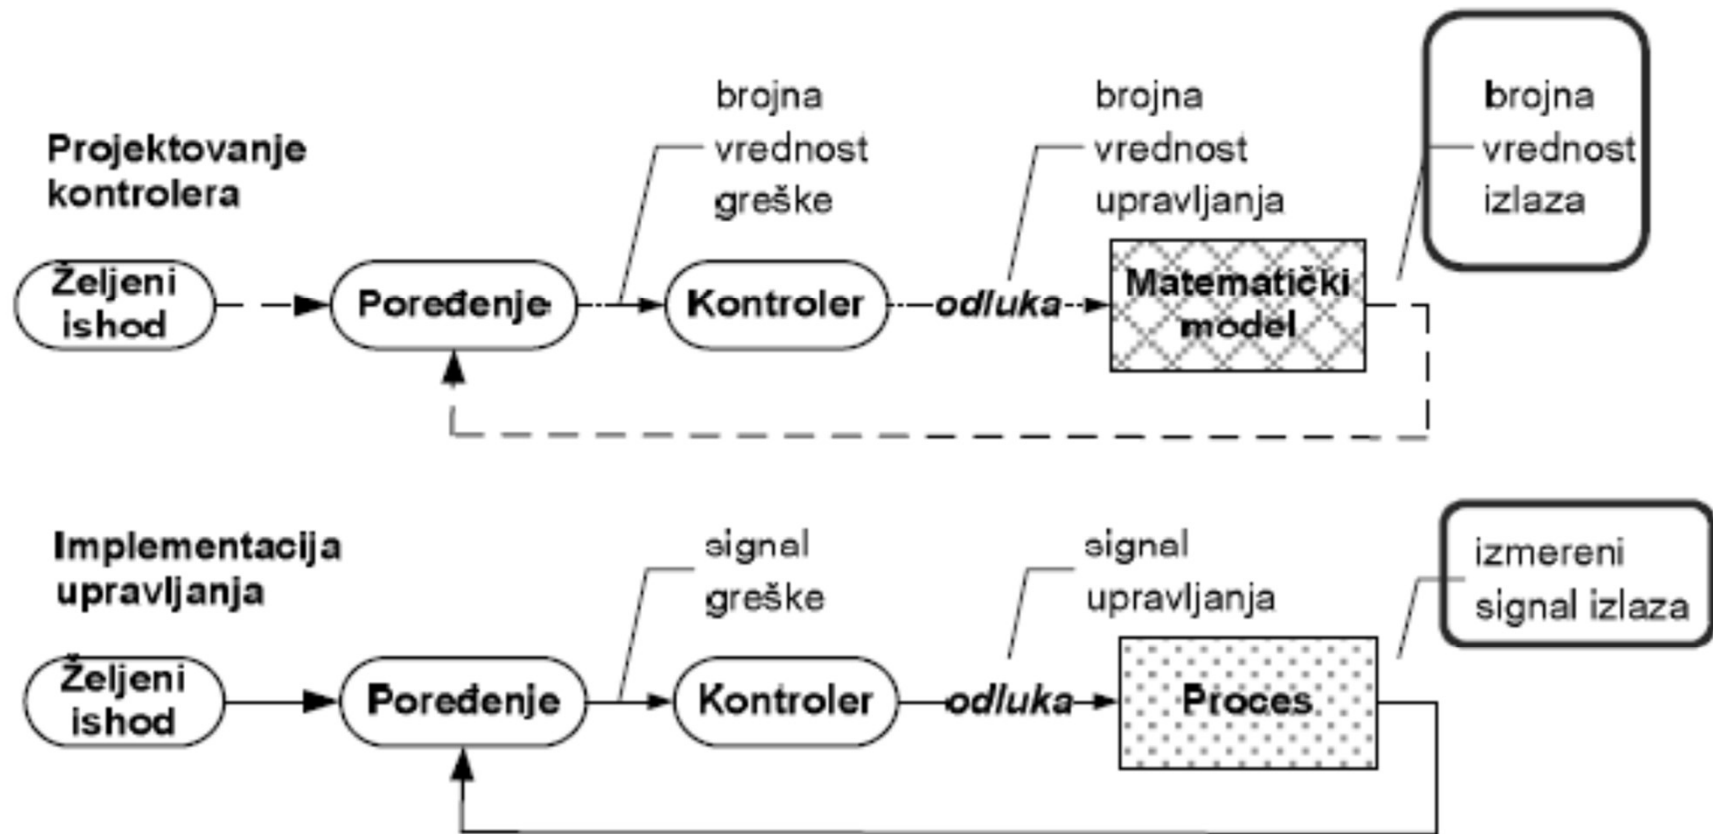 Projektovanje
kontrolera
brojna
vrednost
greške
brojna
vrednost
upravljanja
brojna
vrednost
izlaza
Željeni
ishod
Poređenje
Kontroler
odluka
Matematički
model
Implementacija
upravljanja
signal
greške
signal
upravljanja
izmereni
signal izlaza
Željeni
ishod
Poređenje
Kontroler
odluka
Proces